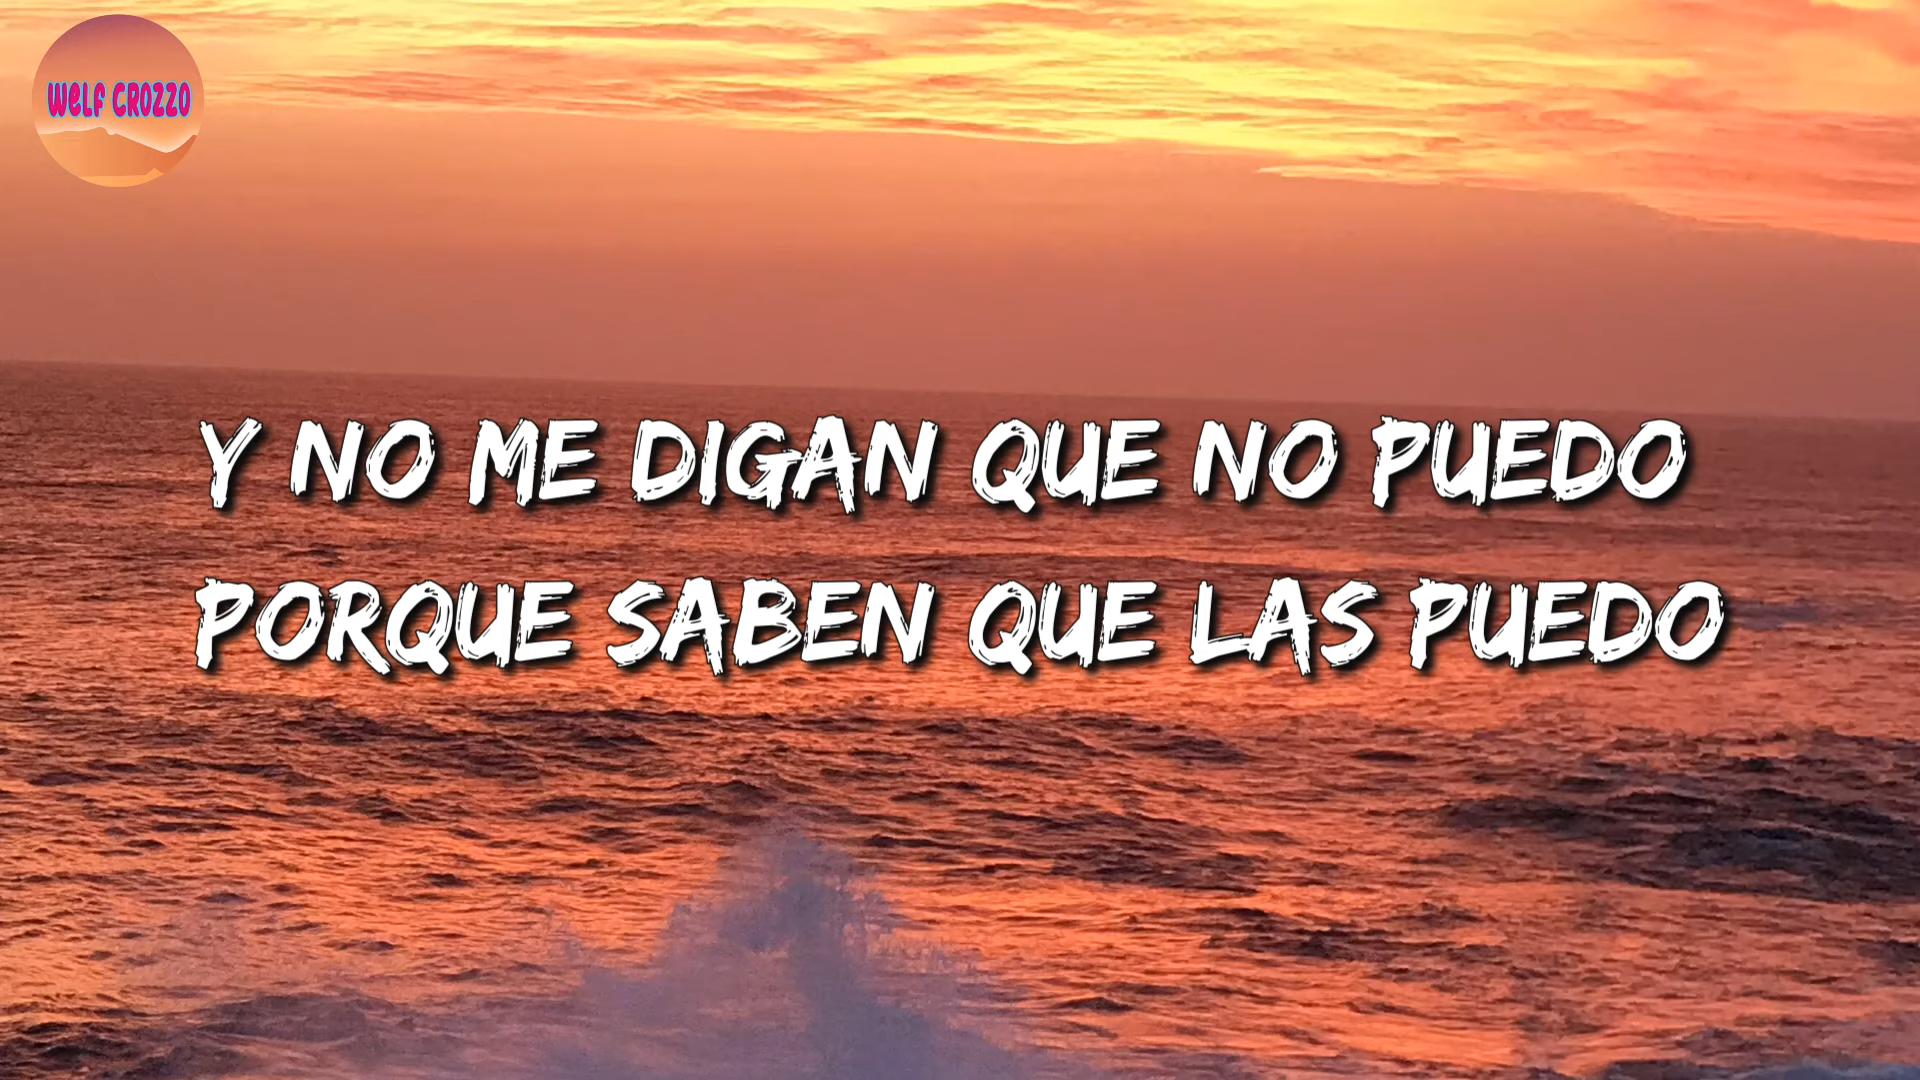 WELF CROZZO
Y NO ME DIGAN QUE NO PUEDO
PORQUE SABEN QUE LAS PUEDO